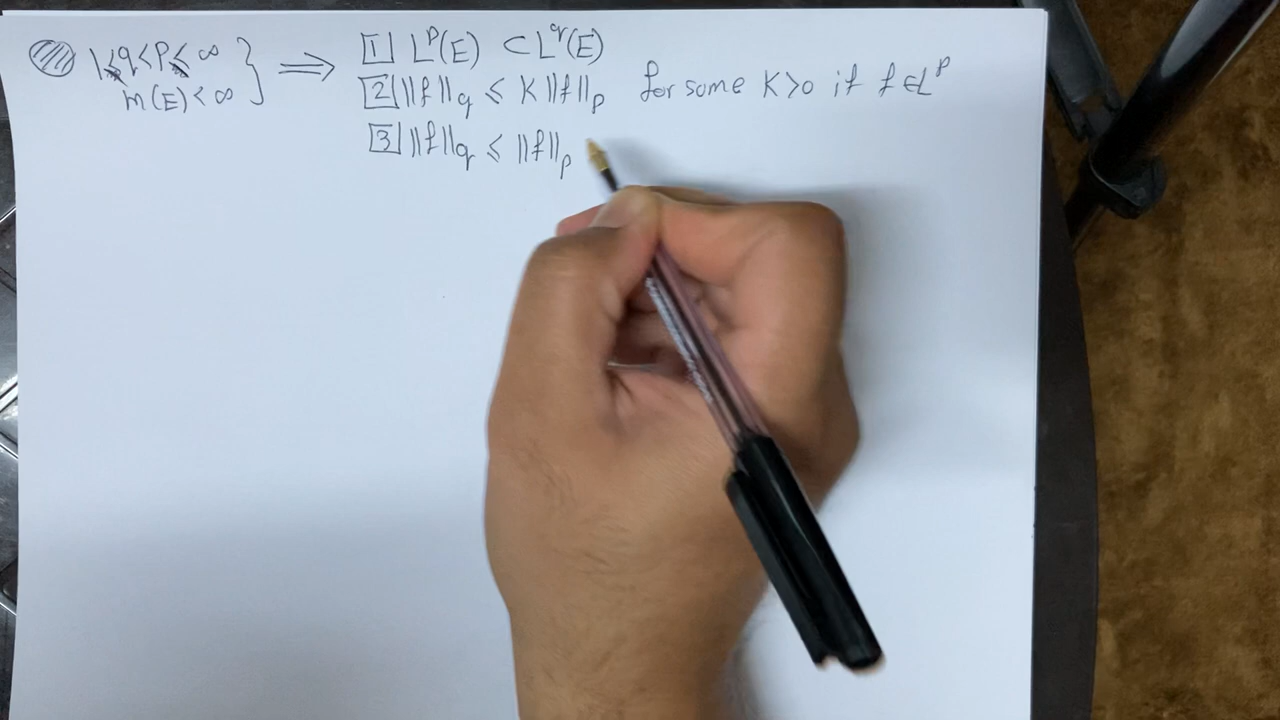 1≤q<p≤∞ } ⟹ [1] L^p(E) ⊂ L^q(E)
m(E)<∞ [2] ||f||_q ≤ K||f||_p for some K>0 if f∈L^p
[3] ||f||_q ≤ ||f||_p